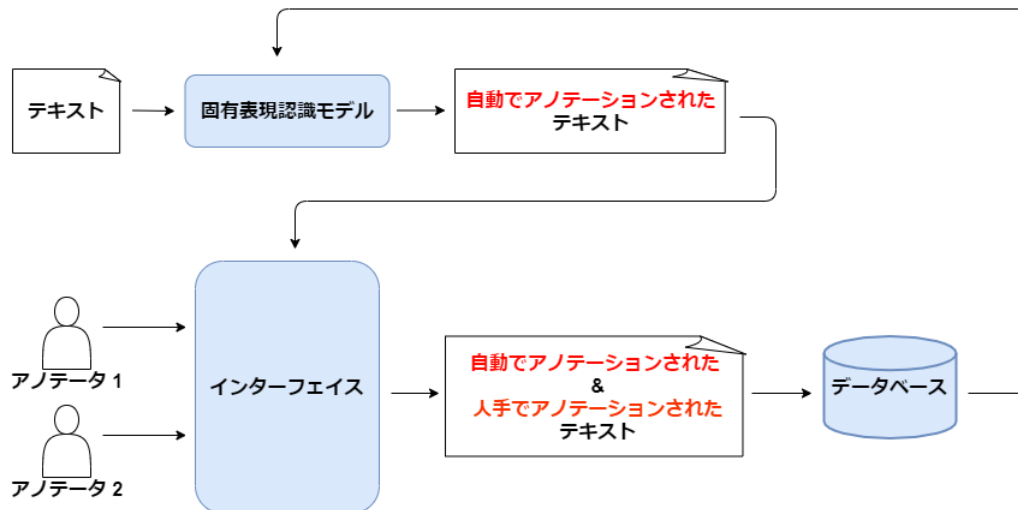 テキスト
固有表現認識モデル
自動でアノテーションされた
テキスト
アノテータ 1
アノテータ 2
インターフェイス
自動でアノテーションされた
&
人手でアノテーションされた
テキスト
データベース